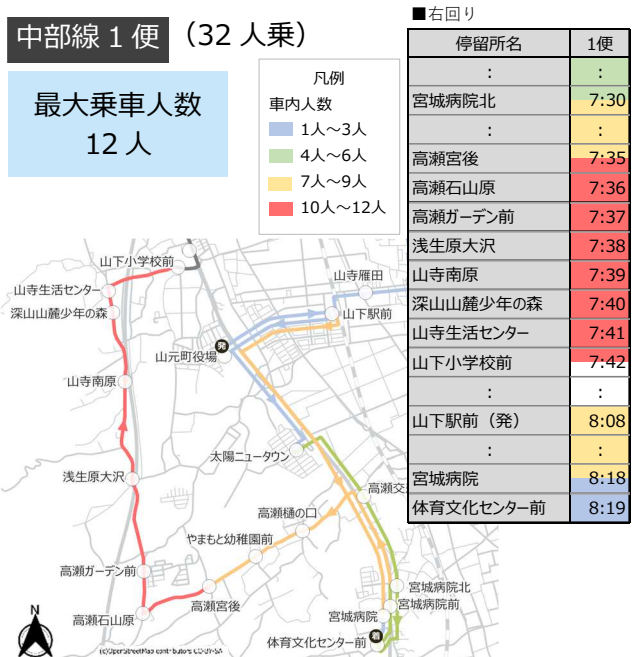 中部線 1 便 (32 人乗)
最大乗車人数
12 人
凡例
車内人数
1人~3人
4人~6人
7人~9人
10人~12人
■右回り
停留所名 1便
: :
宮城病院北 7:30
: :
高瀬宮後 7:35
高瀬石山原 7:36
高瀬ガーデン前 7:37
浅生原大沢 7:38
山寺南原 7:39
深山山麓少年の森 7:40
山寺生活センター 7:41
山下小学校前 7:42
: :
山下駅前(発) 8:08
: :
宮城病院 8:18
体育文化センター前 8:19
山下小学校前
山寺雁田
山寺生活センター
深山山麓少年の森
山下駅前
発
山元町役場
山寺南原
太陽ニュータウン
浅生原大沢
高瀬交
高瀬樋の口
やまもと幼稚園前
高瀬ガーデン前
宮城病院北
高瀬宮後
宮城病院前
高瀬石山原
宮城病院
着
体育文化センター前
N
(c)OpenStreetMap contributors CC-BY-SA